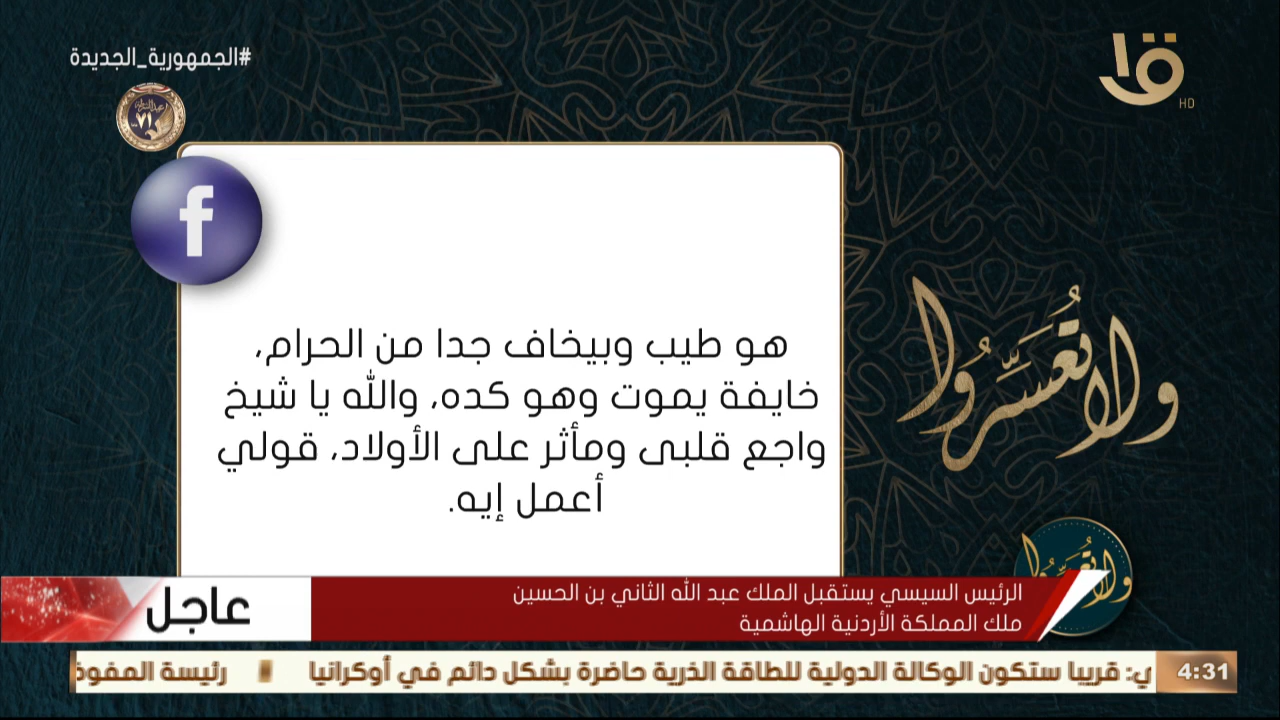 #الجمهورية_الجديدة
HD
ولا تُعسِّروا
هو طيب وبيخاف جدا من الحرام،
خايفة يموت وهو كده، والله يا شيخ
واجع قلبى ومأثر على الأولاد، قولي
أعمل إيه.
الرئيس السيسي يستقبل الملك عبد الله الثاني بن الحسين
ملك المملكة الأردنية الهاشمية
عاجل
4:31
ي: قريبا ستكون الوكالة الدولية للطاقة الذرية حاضرة بشكل دائم في أوكرانيا
رئيسة المفوض